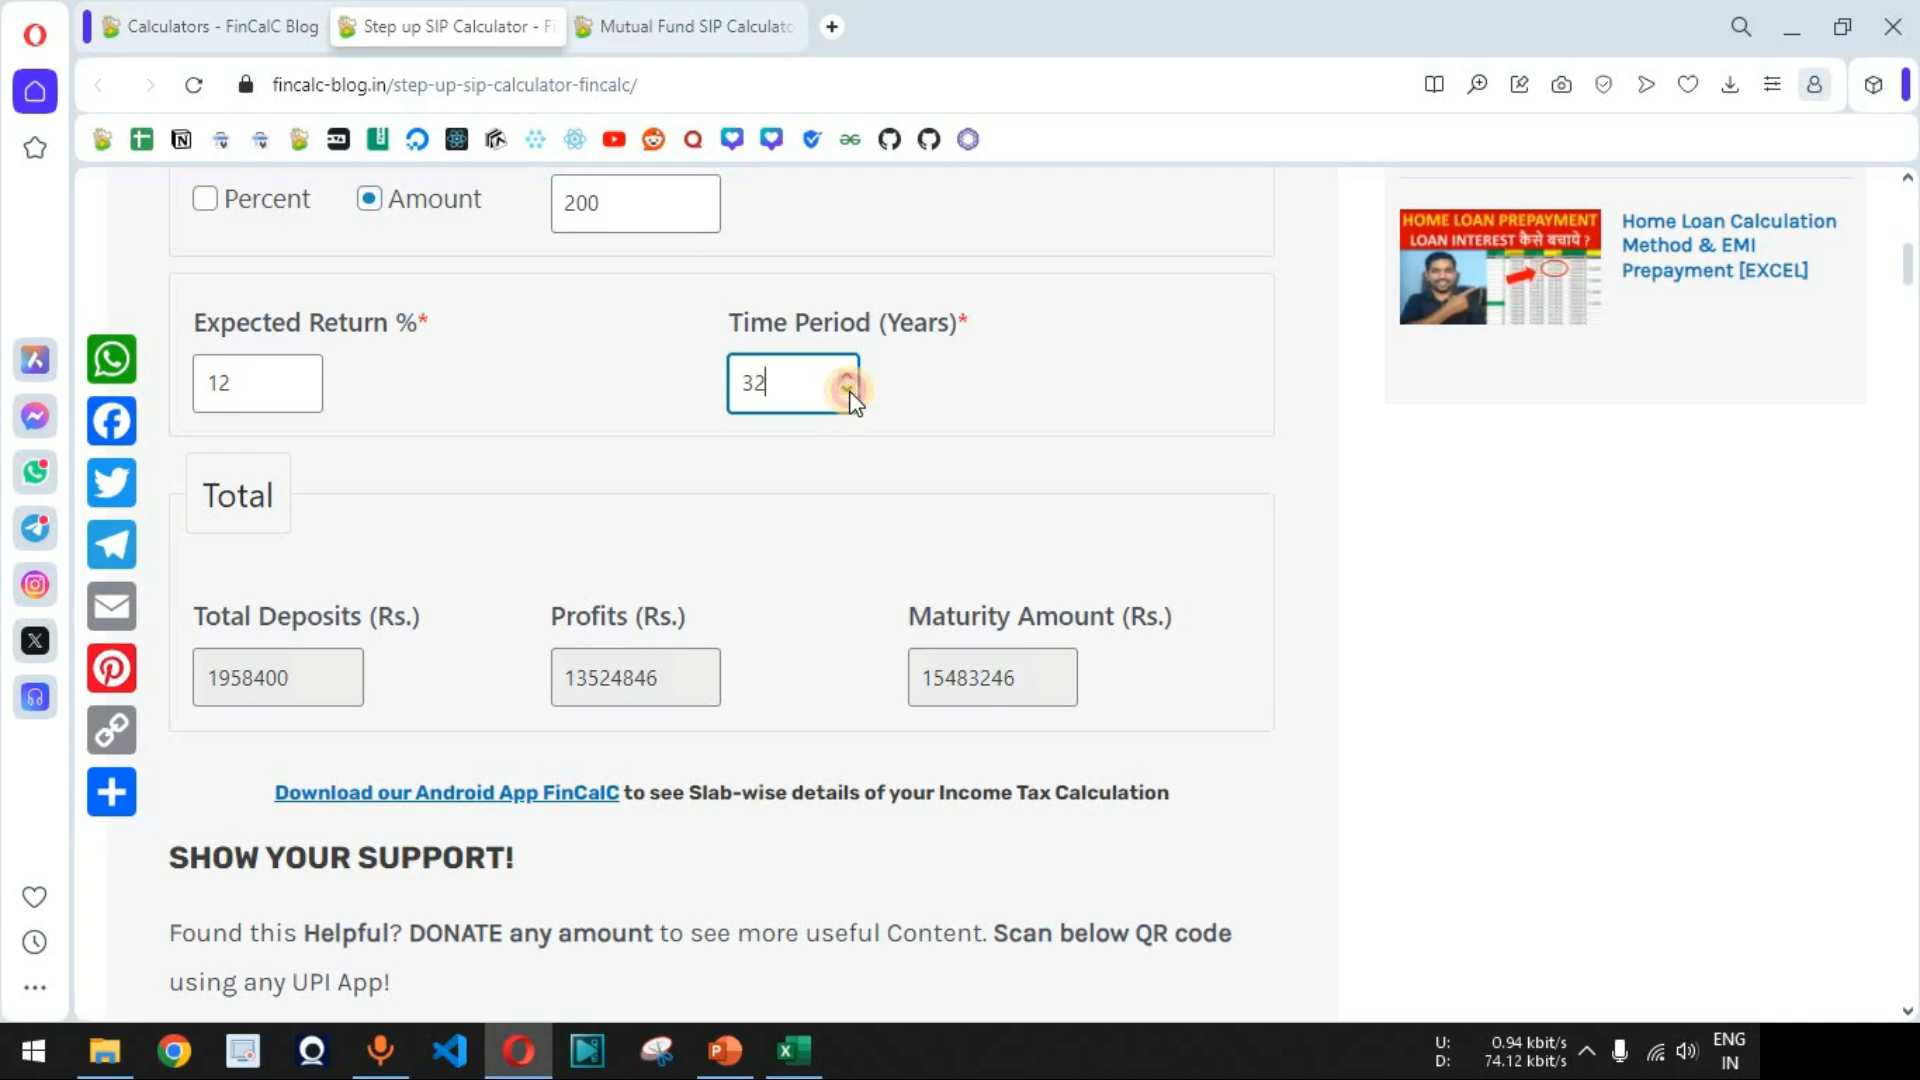 Calculators - FinCalC Blog
Step up SIP Calculator - Fi
Mutual Fund SIP Calculato
fincalc-blog.in/step-up-sip-calculator-fincalc/
Percent
Amount
200
HOME LOAN PREPAYMENT
LOAN INTEREST कैसे बचाये ?
Home Loan Calculation
Method & EMI
Prepayment [EXCEL]
Expected Return %*
Time Period (Years)*
12
32
Total
Total Deposits (Rs.)
Profits (Rs.)
Maturity Amount (Rs.)
1958400
13524846
15483246
Download our Android App FinCalC to see Slab-wise details of your Income Tax Calculation
SHOW YOUR SUPPORT!
Found this Helpful? DONATE any amount to see more useful Content. Scan below QR code
using any UPI App!
U: 0.94 kbit/s
D: 74.12 kbit/s
ENG
IN